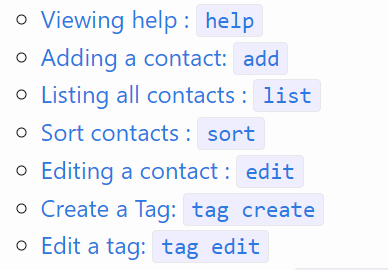 Viewing help : help
Adding a contact: add
Listing all contacts : list
Sort contacts : sort
Editing a contact : edit
Create a Tag: tag create
Edit a tag: tag edit